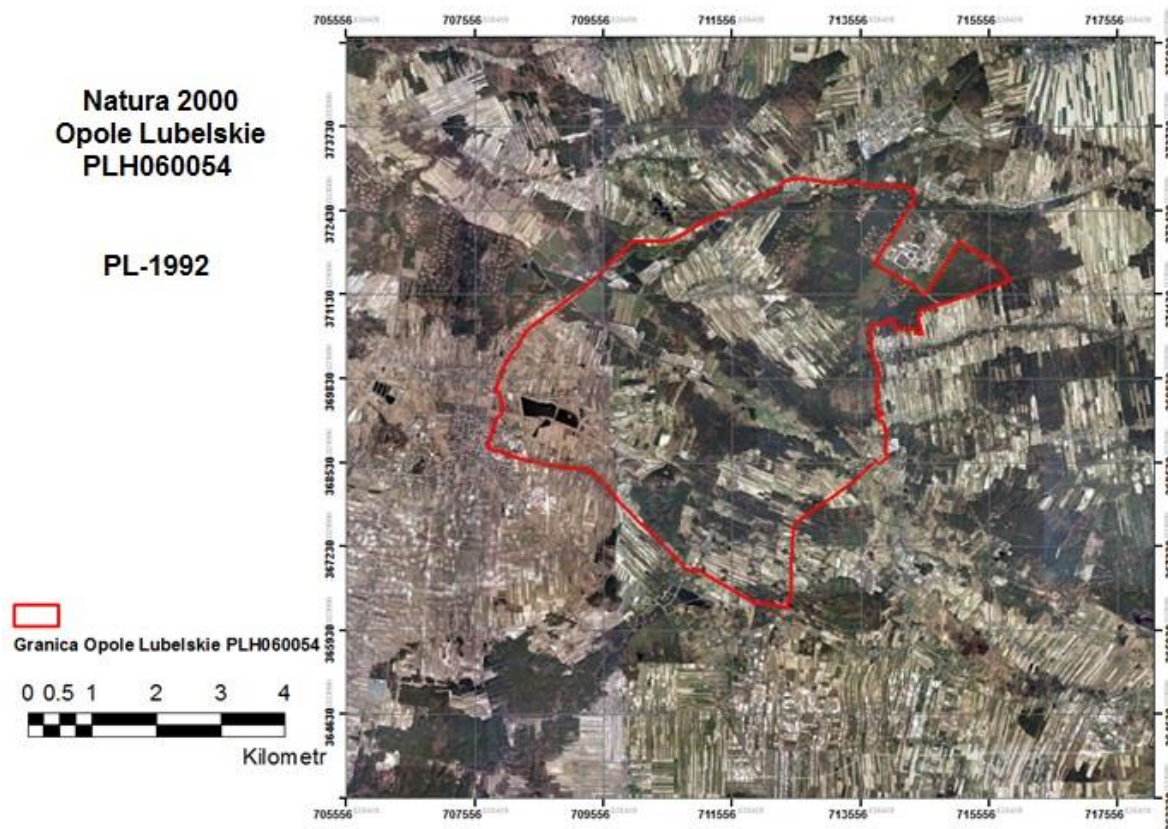 705556 707556 709556 711556 713556 715556 717556
Natura 2000
Opole Lubelskie
PLH060054
PL-1992
373730
372430
371130
369830
368530
367230
365930
364630
Granica Opole Lubelskie PLH060054
0 0.5 1 2 3 4
Kilometr
705556 707556 709556 711556 713556 715556 717556